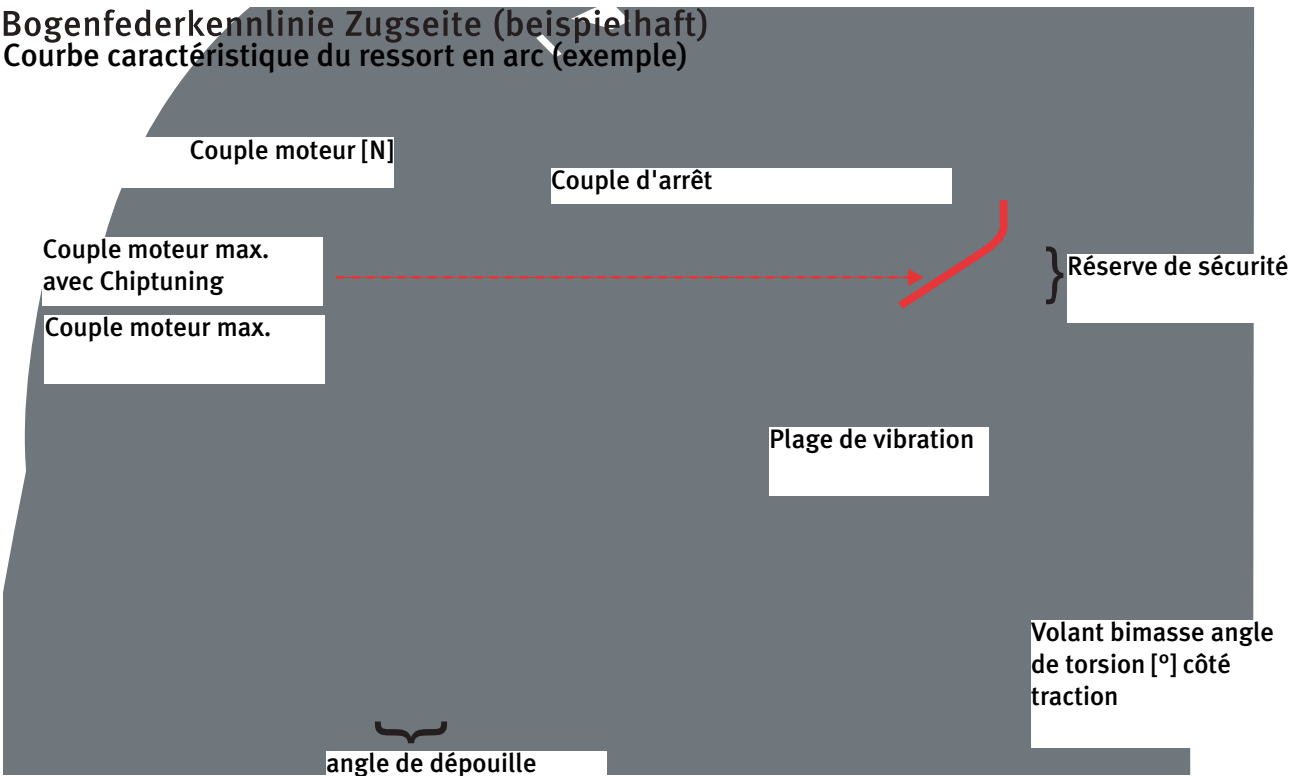 Bogenfederkennlinie Zugseite (beispielhaft)
Courbe caractéristique du ressort en arc (exemple)
Couple moteur [N]
Couple d'arrêt
Couple moteur max.
avec Chiptuning
Réserve de sécurité
Couple moteur max.
Plage de vibration
Volant bimasse angle
de torsion [°] côté
traction
angle de dépouille